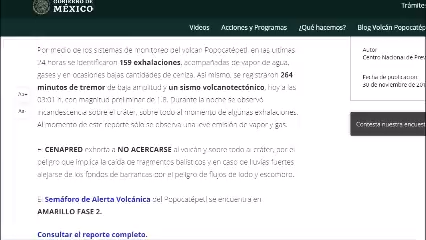 GOBIERNO DE
MÉXICO
Trámite
Videos Acciones y Programas ¿Qué hacemos? Blog Volcán Popocatép
Por medio de los sistemas de monitoreo del volcán Popocatépetl, en las últimas
24 horas se identificaron 159 exhalaciones, acompañadas de vapor de agua,
gases y en ocasiones bajas cantidades de ceniza. Así mismo, se registraron 264
minutos de tremor de baja amplitud y un sismo volcanotectónico, hoy a las
03:01 h, con magnitud preliminar de 1.8. Durante la noche se observó
incandescencia sobre el cráter, sobre todo al momento de algunas exhalaciones.
Al momento de este reporte sólo se observa una leve emisión de vapor y gas.
El CENAPRED exhorta a NO ACERCARSE al volcán y sobre todo al cráter, por el
peligro que implica la caída de fragmentos balísticos y en caso de lluvias fuertes
alejarse de los fondos de barrancas por el peligro de flujos de lodo y escombro.
El Semáforo de Alerta Volcánica del Popocatépetl se encuentra en
AMARILLO FASE 2.
Consultar el reporte completo.
Autor
Centro Nacional de Preve
Fecha de publicación
30 de noviembre de 201
Contesta nuestra encuest